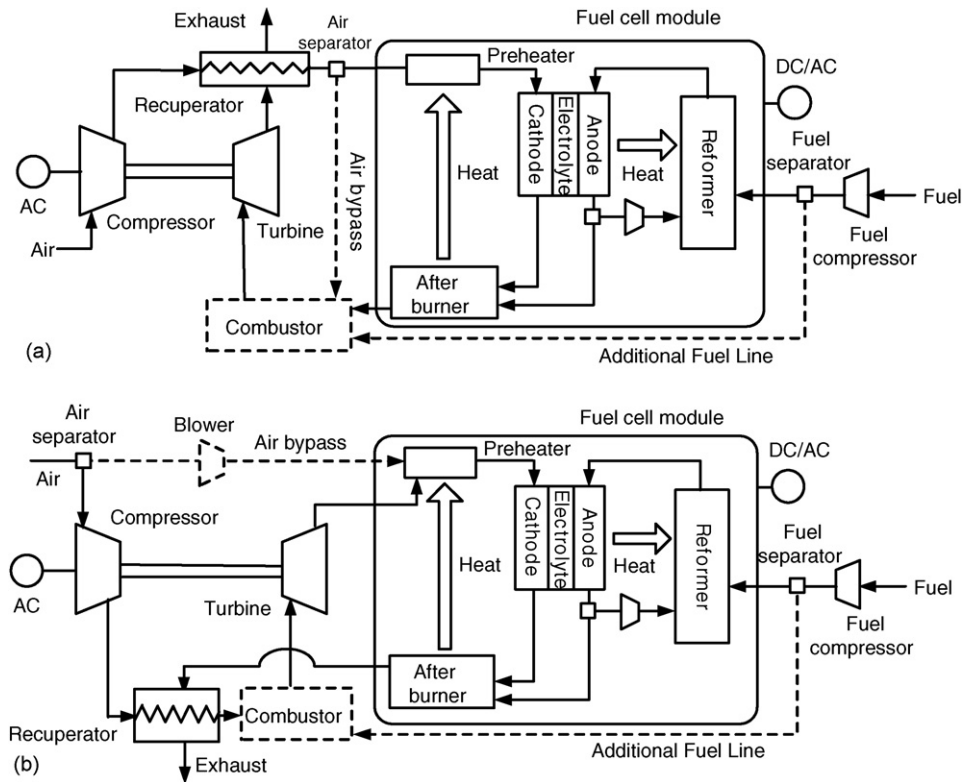 Exhaust
Air
separator
Fuel cell module
Preheater
DC/AC
Recuperator
Cathode
Electrolyte
Anode
Reformer
Fuel
separator
Heat
Heat
Air bypass
AC
Compressor
Turbine
Fuel
Air
Fuel
compressor
After
burner
Combustor
(a)
Additional Fuel Line
Air
separator
Blower
Fuel cell module
Air bypass
Preheater
DC/AC
Air
Compressor
Cathode
Electrolyte
Anode
Reformer
Fuel
separator
Heat
Heat
AC
Turbine
Fuel
Fuel
compressor
After
burner
Combustor
Recuperator
Additional Fuel Line
(b)
Exhaust